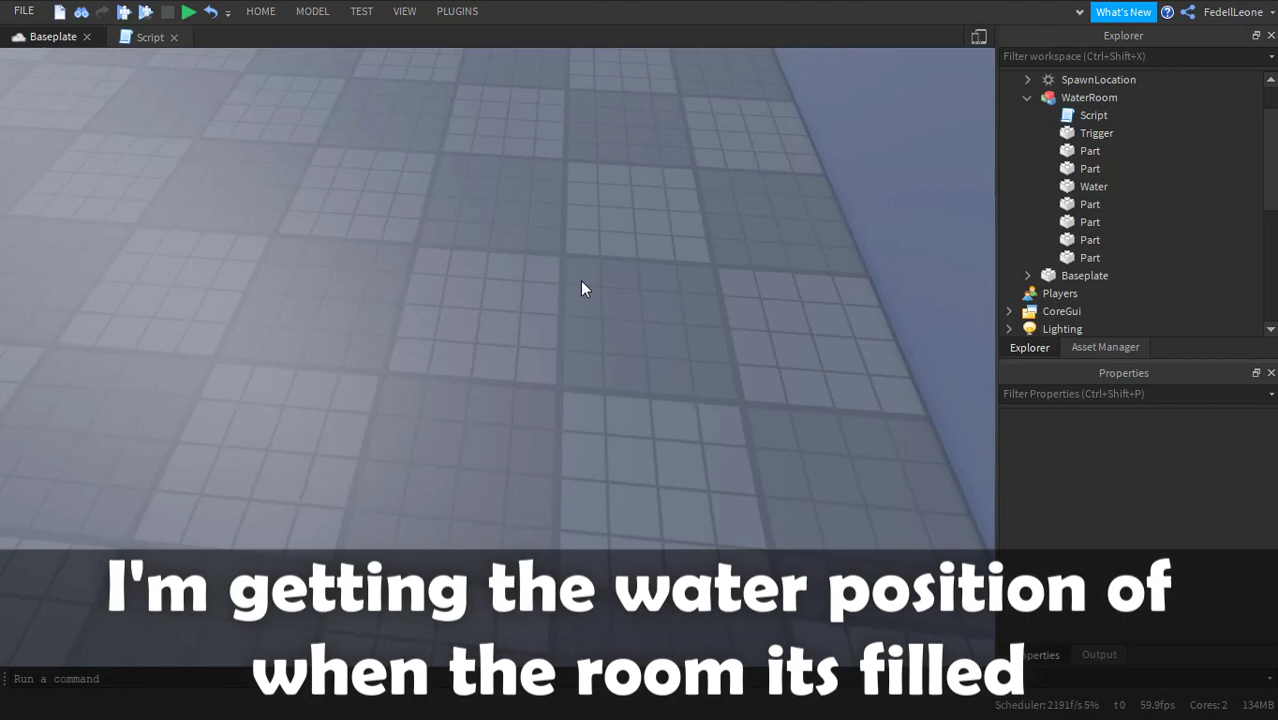 FILE HOME MODEL TEST VIEW PLUGINS What's New FedeIlLeone
Baseplate Script
Explorer
Filter workspace (Ctrl+Shift+X)
SpawnLocation
WaterRoom
Script
Trigger
Part
Part
Water
Part
Part
Part
Part
Baseplate
Players
CoreGui
Lighting
Explorer Asset Manager
Properties
Filter Properties (Ctrl+Shift+P)
I'm getting the water position of
when the room its filled
Output
Run a command
Scheduler: 2191f/s 5% t 0 59.9fps Cores: 2 134MB